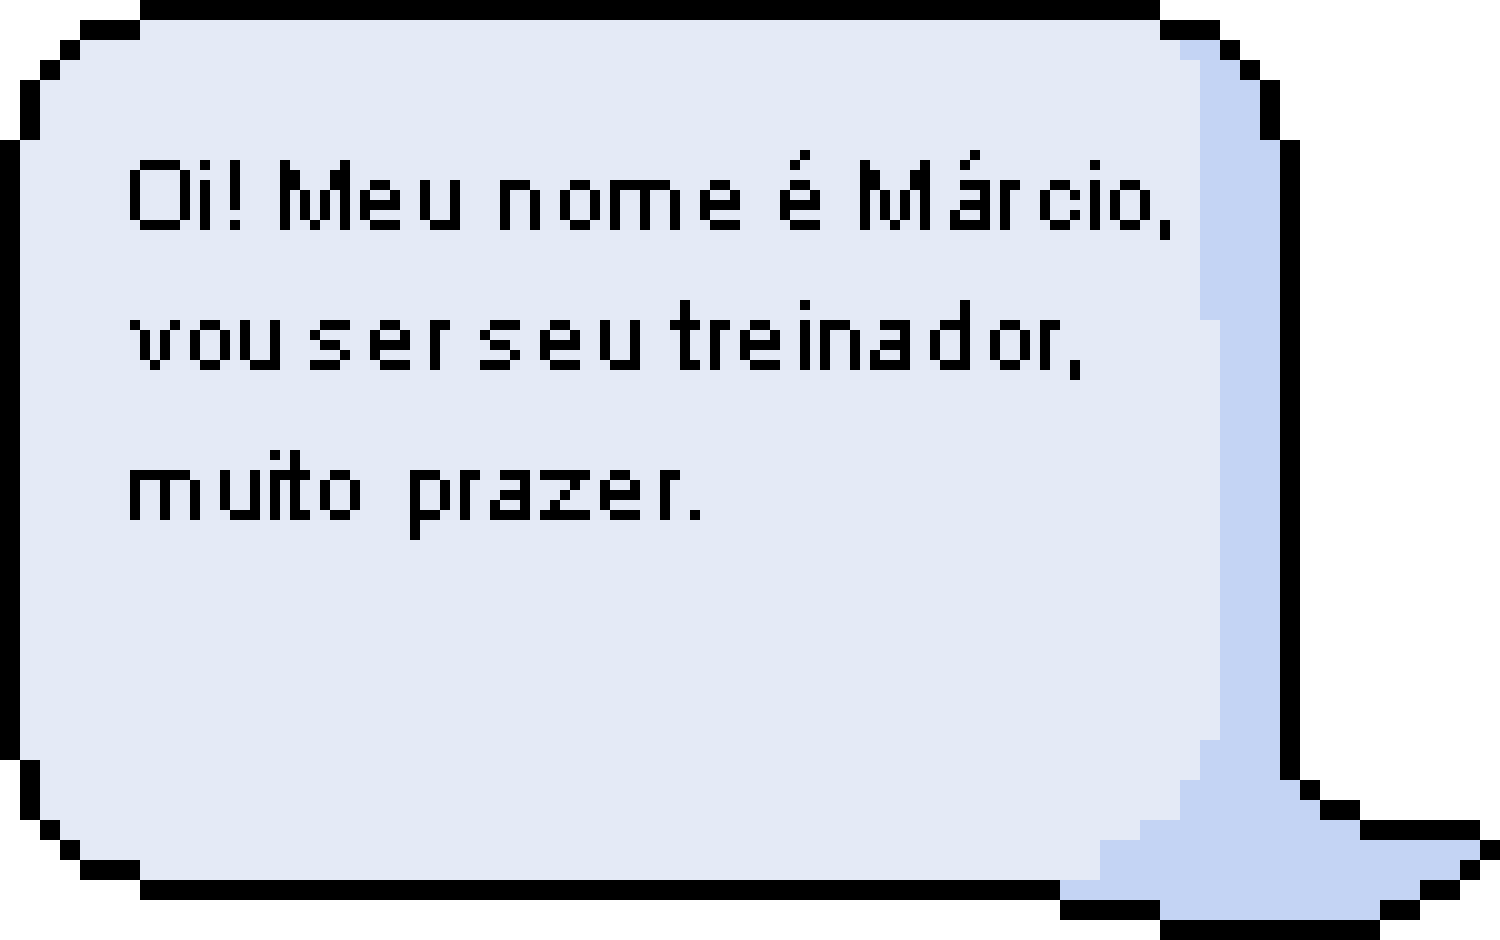 Oi! Meu nome é Márcio,
vou ser seu treinador,
muito prazer.